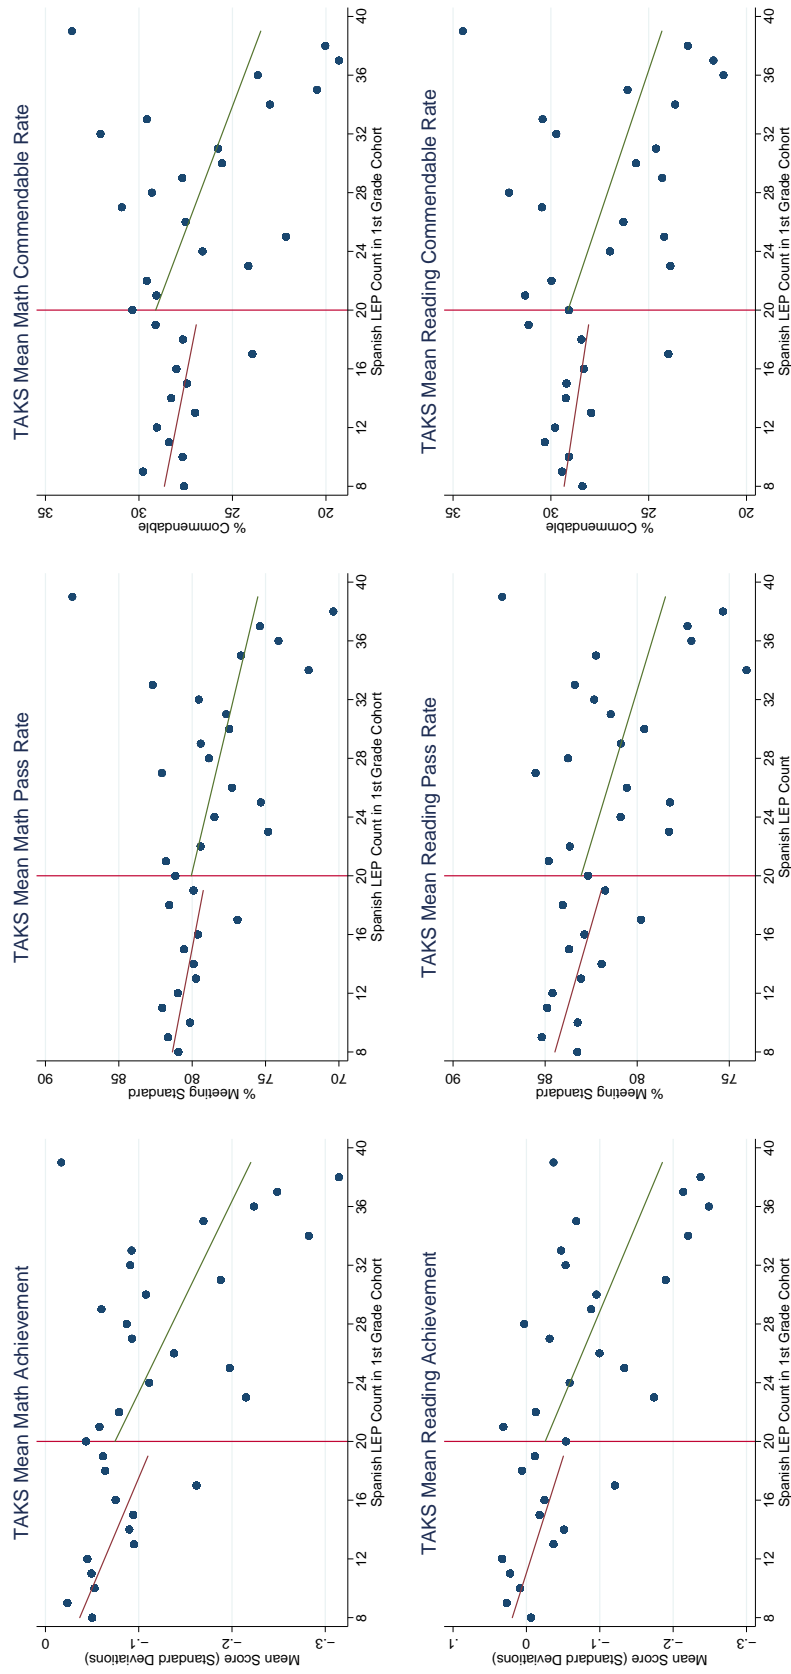 TAKS Mean Math Achievement
Mean Score (Standard Deviations)
0
−.1
−.2
−.3
8 12 16 20 24 28 32 36 40
Spanish LEP Count in 1st Grade Cohort
TAKS Mean Math Pass Rate
% Meeting Standard
90
85
80
75
70
8 12 16 20 24 28 32 36 40
Spanish LEP Count in 1st Grade Cohort
TAKS Mean Math Commendable Rate
% Commendable
35
30
25
20
8 12 16 20 24 28 32 36 40
Spanish LEP Count in 1st Grade Cohort
TAKS Mean Reading Achievement
Mean Score (Standard Deviations)
.1
0
−.1
−.2
−.3
8 12 16 20 24 28 32 36 40
Spanish LEP Count in 1st Grade Cohort
TAKS Mean Reading Pass Rate
% Meeting Standard
90
85
80
75
8 12 16 20 24 28 32 36 40
Spanish LEP Count
TAKS Mean Reading Commendable Rate
% Commendable
35
30
25
20
8 12 16 20 24 28 32 36 40
Spanish LEP Count in 1st Grade Cohort